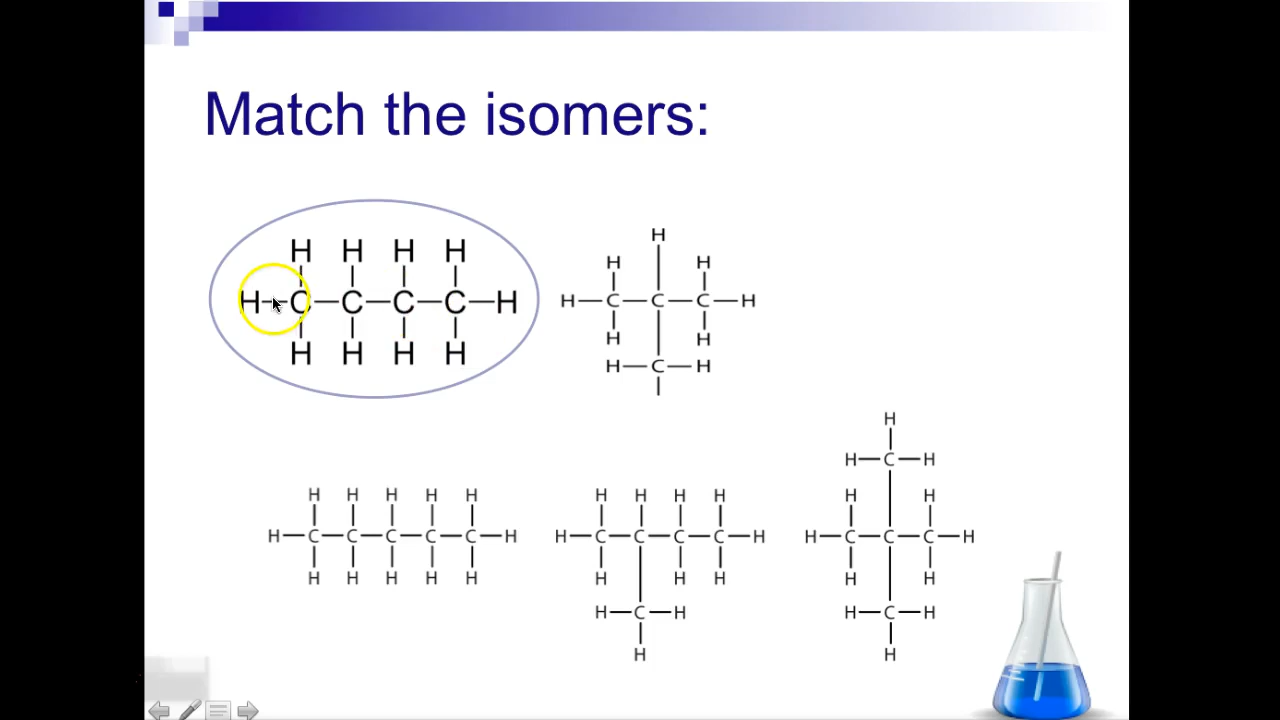 Match the isomers:
H H H H
H—C—C—C—C—H
H H H H
H
H H
H—C—C—C—H
H H
H—C—H
H
H—C—H
H H H H H
H—C—C—C—C—C—H
H H H H H
H H H H
H—C—C—C—C—H
H H H
H—C—H
H
H H
H—C—C—C—H
H H
H—C—H
H